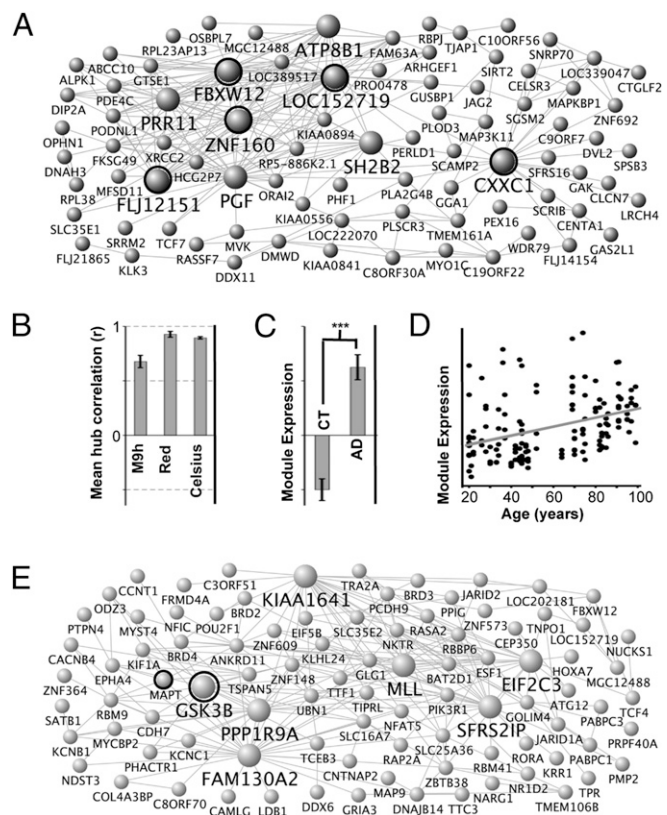 A
OSBPL7
ATP8B1
RBPJ
C10ORF56
RPL23AP13
MGC12488
FAM63A
TJAP1
SNRP70
ABCC10
LOC389517
ARHGEF1
SIRT2
LOC339047
ALPK1
GTSE1
FBXW12
PRO0478
CELSR3
CTGLF2
PDE4C
LOC152719
GUSBP1
JAG2
MAPKBP1
DIP2A
PRR11
SGSM2
ZNF692
PODNL1
ZNF160
KIAA0894
PLOD3
MAP3K11
C9ORF7
OPHN1
XRCC2
PERLD1
DVL2
FKSG49
RP5-886K2.1
SH2B2
SCAMP2
SFRS16
SPSB3
DNAH3
HCG2P7
CXXC1
MFSD11
GAK
RPL38
FLJ12151
PGF
ORAI2
PHF1
PLA2G4B
GGA1
CLCN7
SLC35E1
KIAA0556
PEX16
SCRIB
LRCH4
SRRM2
TCF7
MVK
LOC222070
PLSCR3
TMEM161A
CENTA1
FLJ21865
RASSF7
DMWD
WDR79
GAS2L1
KLK3
DDX11
KIAA0841
C8ORF30A
MYO1C
C19ORF22
FLJ14154
B
Mean hub correlation (r)
1
0
M9h
Red
Celsius
C
Module Expression
***
CT
AD
D
Module Expression
20
40
60
80
100
Age (years)
E
CCNT1
C3ORF51
TRA2A
BRD3
JARID2
KIAA1641
LOC202181
ODZ3
FRMD4A
PCDH9
PPIG
FBXW12
PTPN4
NFIC
BRD2
ZNF573
TNPO1
MYST4
POU2F1
EIF5B
SLC35E2
RASA2
LOC152719
CACNB4
ZNF609
NKTR
CEP350
NUCKS1
KIF1A
BRD4
ANKRD11
KLHL24
RBBP6
ZNF364
EPHA4
GLG1
ESF1
HOXA7
MGC12488
MAPT
TSPAN5
ZNF148
MLL
BAT2D1
EIF2C3
SATB1
RBM9
GSK3B
TTF1
ATG12
TCF4
UBN1
TIPRL
PIK3R1
GOLIM4
PABPC3
KCNB1
MYCBP2
CDH7
PPP1R9A
NFAT5
SFRS2IP
JARID1A
PRPF40A
KCNC1
SLC16A7
SLC25A36
NDST3
PHACTR1
TCEB3
RAP2A
RORA
PABPC1
FAM130A2
CNTNAP2
ZBTB38
RBM41
KRR1
PMP2
COL4A3BP
C8ORF70
DDX6
MAP9
NARG1
NR1D2
TPR
CAMLG
LDB1
GRIA3
DNAJB14
TTC3
TMEM106B